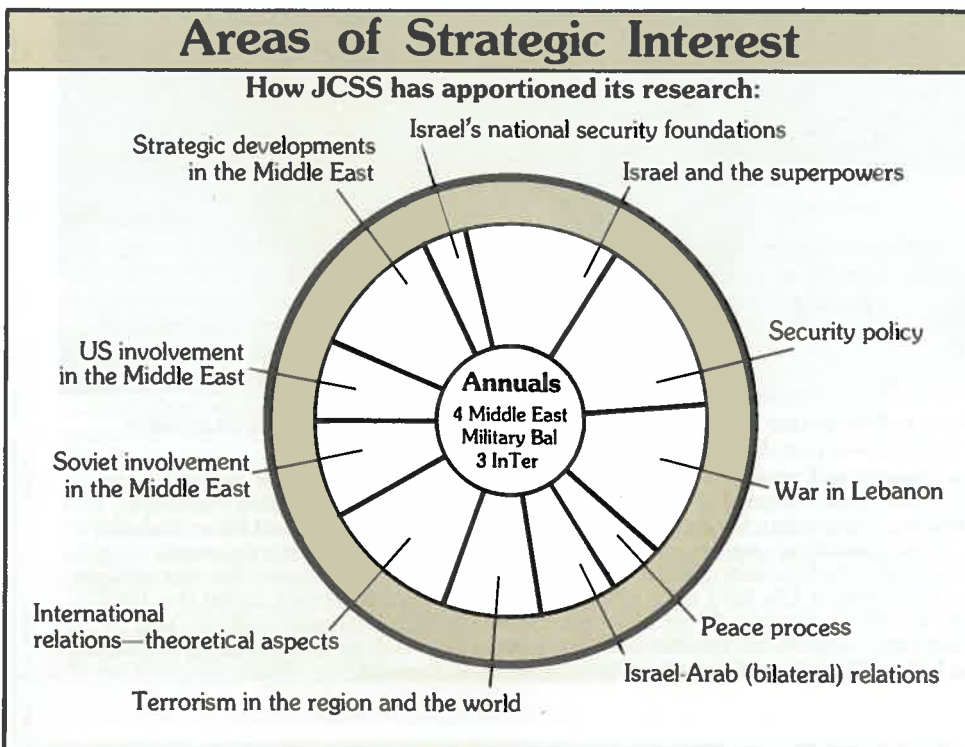 Areas of Strategic Interest
How JCSS has apportioned its research:
Israel's national security foundations
Strategic developments
in the Middle East
Israel and the superpowers
US involvement
in the Middle East
Security policy
Annuals
4 Middle East
Military Bal
3 InTer
Soviet involvement
in the Middle East
War in Lebanon
International
relations—theoretical aspects
Peace process
Israel-Arab (bilateral) relations
Terrorism in the region and the world